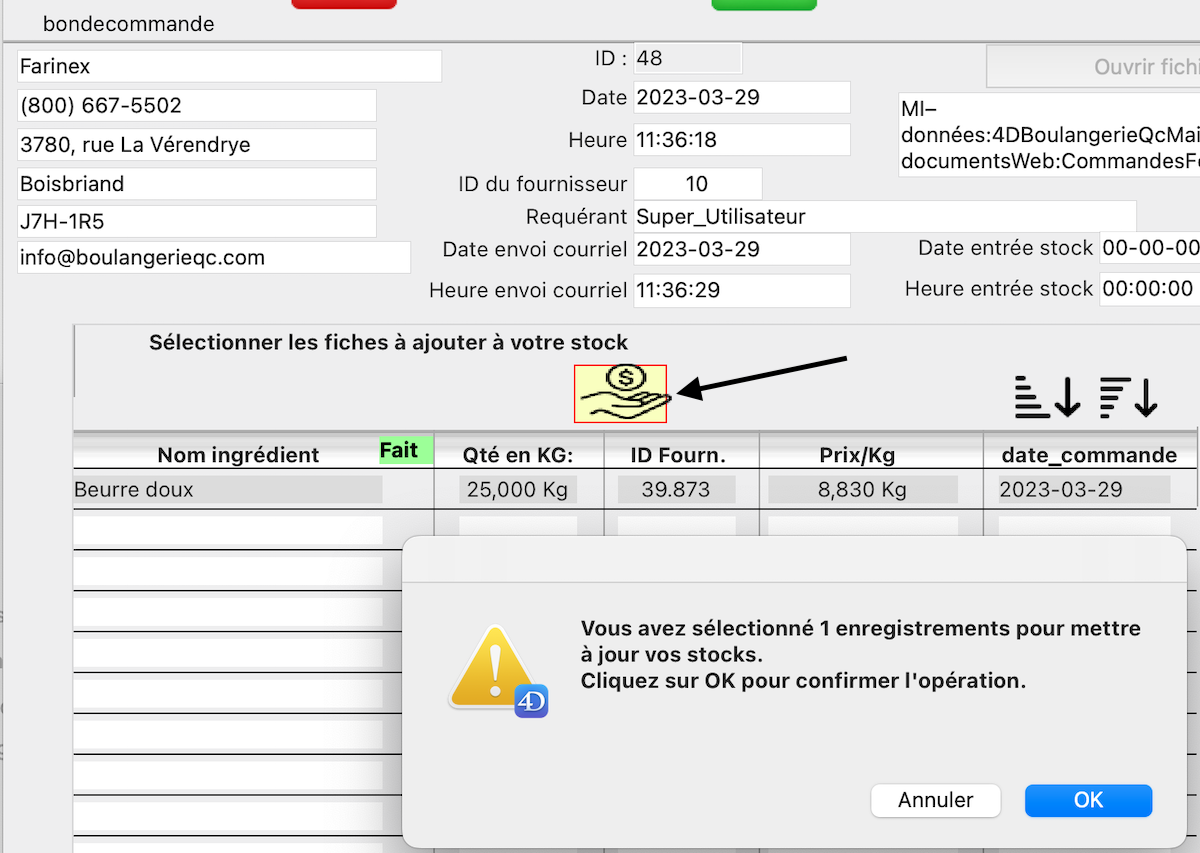 bondecommande
Farinex
(800) 667-5502
3780, rue La Vérendrye
Boisbriand
J7H-1R5
info@boulangerieqc.com
ID : 48
Date 2023-03-29
Heure 11:36:18
ID du fournisseur 10
Requérant Super_Utilisateur
Date envoi courriel 2023-03-29
Heure envoi courriel 11:36:29
Ouvrir fichi
MI–
données:4DBoulangerieQcMai
documentsWeb:CommandesFo
Date entrée stock 00-00-00
Heure entrée stock 00:00:00
Sélectionner les fiches à ajouter à votre stock
$
Nom ingrédient Fait Qté en KG: ID Fourn. Prix/Kg date_commande
Beurre doux 25,000 Kg 39.873 8,830 Kg 2023-03-29
Vous avez sélectionné 1 enregistrements pour mettre
à jour vos stocks.
Cliquez sur OK pour confirmer l'opération.
4D
Annuler OK